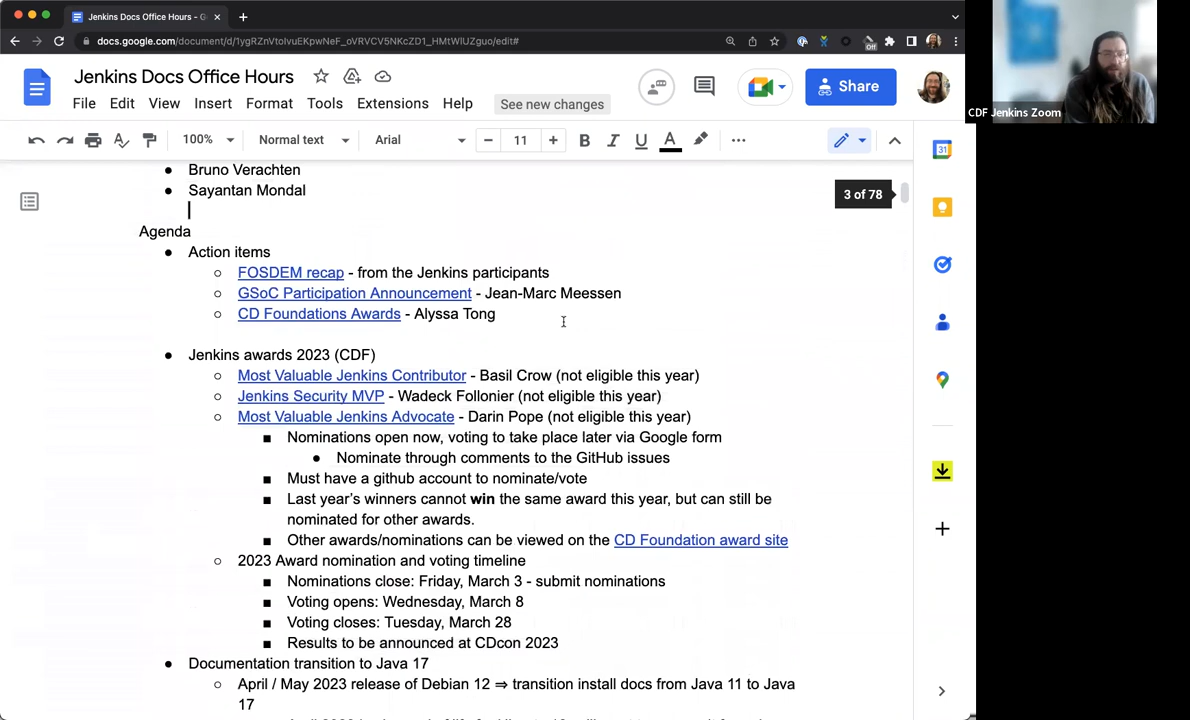 Jenkins Docs Office Hours - G
docs.google.com/document/d/1ygRZnVtoIvuEKpwNeF_oVRVCV5NKczD1_HMtWlUZguo/edit#
Off
Jenkins Docs Office Hours
File Edit View Insert Format Tools Extensions Help See new changes
Share
CDF Jenkins Zoom
100% Normal text Arial 11 B I U A
31
3 of 78
● Bruno Verachten
● Sayantan Mondal
Agenda
● Action items
○ FOSDEM recap - from the Jenkins participants
○ GSoC Participation Announcement - Jean-Marc Meessen
○ CD Foundations Awards - Alyssa Tong
● Jenkins awards 2023 (CDF)
○ Most Valuable Jenkins Contributor - Basil Crow (not eligible this year)
○ Jenkins Security MVP - Wadeck Follonier (not eligible this year)
○ Most Valuable Jenkins Advocate - Darin Pope (not eligible this year)
■ Nominations open now, voting to take place later via Google form
● Nominate through comments to the GitHub issues
■ Must have a github account to nominate/vote
■ Last year's winners cannot win the same award this year, but can still be
nominated for other awards.
■ Other awards/nominations can be viewed on the CD Foundation award site
○ 2023 Award nomination and voting timeline
■ Nominations close: Friday, March 3 - submit nominations
■ Voting opens: Wednesday, March 8
■ Voting closes: Tuesday, March 28
■ Results to be announced at CDcon 2023
● Documentation transition to Java 17
○ April / May 2023 release of Debian 12 ⇒ transition install docs from Java 11 to Java
17